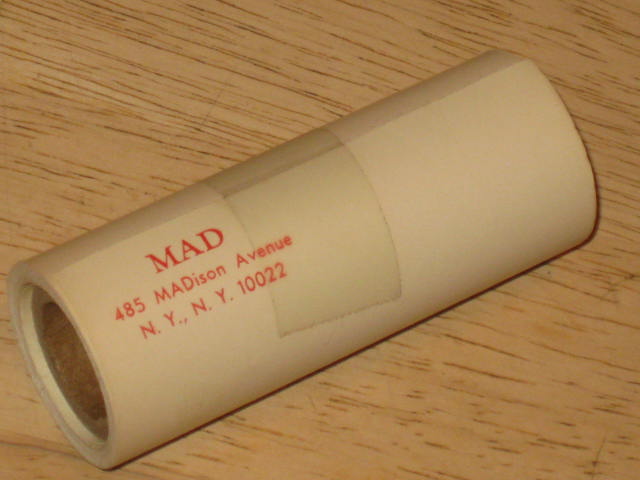 MAD
485 MADison Avenue
N. Y., N. Y. 10022